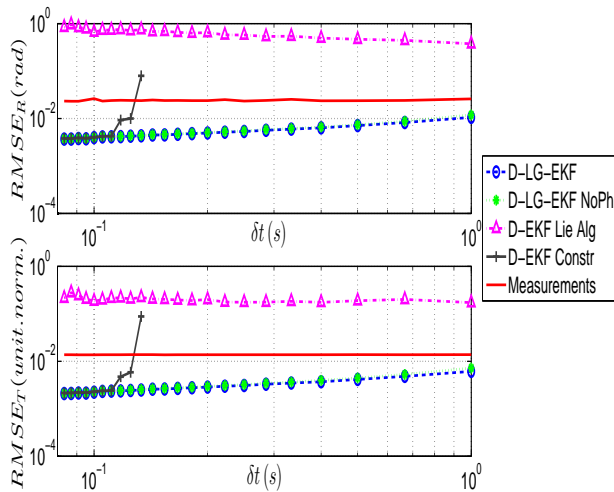 10^0
10^-2
10^-4
RMSE_R(rad)
10^-1
10^0
δt(s)
D-LG-EKF
D-LG-EKF NoPh
D-EKF Lie Alg
D-EKF Constr
Measurements
10^0
10^-2
10^-4
RMSE_T(unit.norm.)
10^-1
10^0
δt(s)